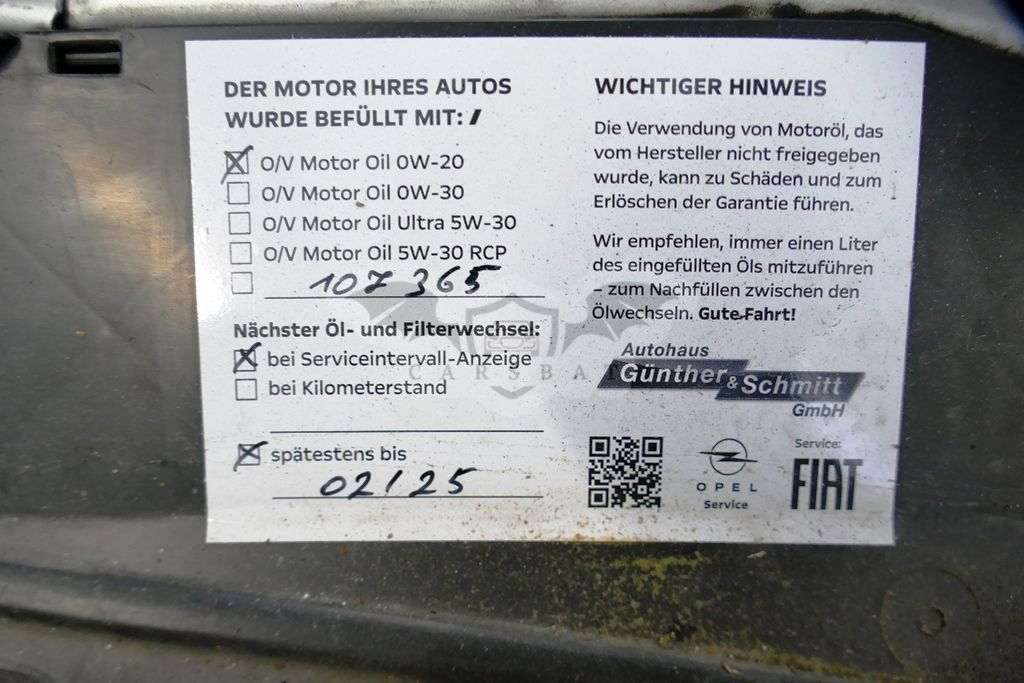 DER MOTOR IHRES AUTOS
WURDE BEFÜLLT MIT:
O/V Motor Oil 0W-20
O/V Motor Oil 0W-30
O/V Motor Oil Ultra 5W-30
O/V Motor Oil 5W-30 RCP
107 365
Nächster Öl- und Filterwechsel:
bei Serviceintervall-Anzeige
bei Kilometerstand
spätestens bis
02/25
WICHTIGER HINWEIS
Die Verwendung von Motoröl, das
vom Hersteller nicht freigegeben
wurde, kann zu Schäden und zum
Erlöschen der Garantie führen.
Wir empfehlen, immer einen Liter
des eingefüllten Öls mitzuführen
– zum Nachfüllen zwischen den
Ölwechseln. Gute Fahrt!
Autohaus
Günther & Schmitt
GmbH
OPEL
Service
Service:
FIAT